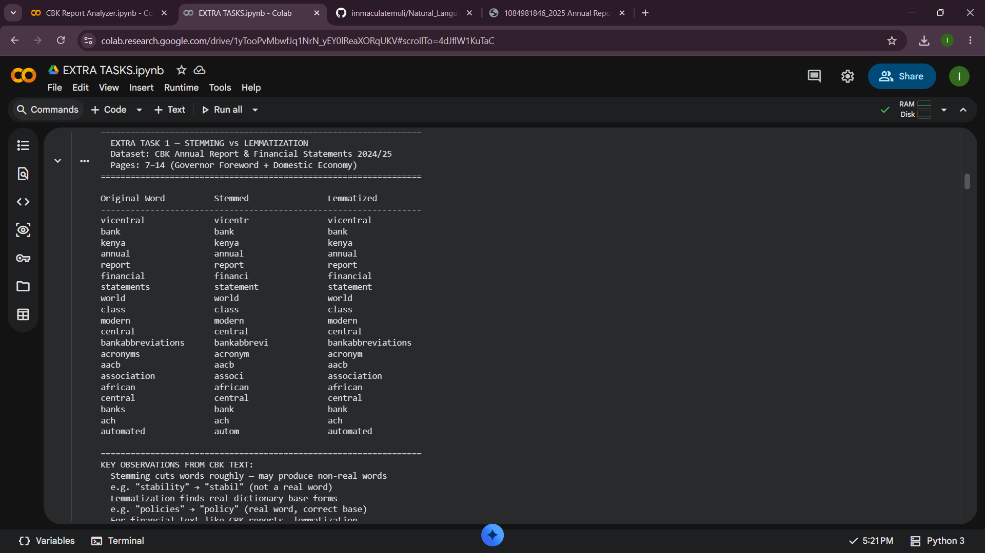 CBK Report Analyzer.ipynb - Co
EXTRA TASKS.ipynb - Colab
immaculatemuli/Natural_Langu
1084981846_2025 Annual Repo
colab.research.google.com/drive/1yTooPvMbwfJq1NrN_yEY0IReaXORqUKV#scrollTo=4dJflW1KuTaC
EXTRA TASKS.ipynb
File Edit View Insert Runtime Tools Help
Share
I
Commands + Code + Text Run all
RAM
Disk
EXTRA TASK 1 — STEMMING vs LEMMATIZATION
Dataset: CBK Annual Report & Financial Statements 2024/25
Pages: 7–14 (Governor Foreword + Domestic Economy)
=================================================================
Original Word Stemmed Lemmatized
-----------------------------------------------------------------
vicentral vicentr vicentral
bank bank bank
kenya kenya kenya
annual annual annual
report report report
financial financi financial
statements statement statement
world world world
class class class
modern modern modern
central central central
bankabbreviations bankabbrevi bankabbreviations
acronyms acronym acronym
aacb aacb aacb
association associ association
african african african
central central central
banks bank bank
ach ach ach
automated autom automated
=================================================================
KEY OBSERVATIONS FROM CBK TEXT:
Stemming cuts words roughly — may produce non-real words
e.g. "stability" → "stabil" (not a real word)
Lemmatization finds real dictionary base forms
e.g. "policies" → "policy" (real word, correct base)
For financial text like CBK reports, lemmatization
Variables Terminal
5:21 PM Python 3